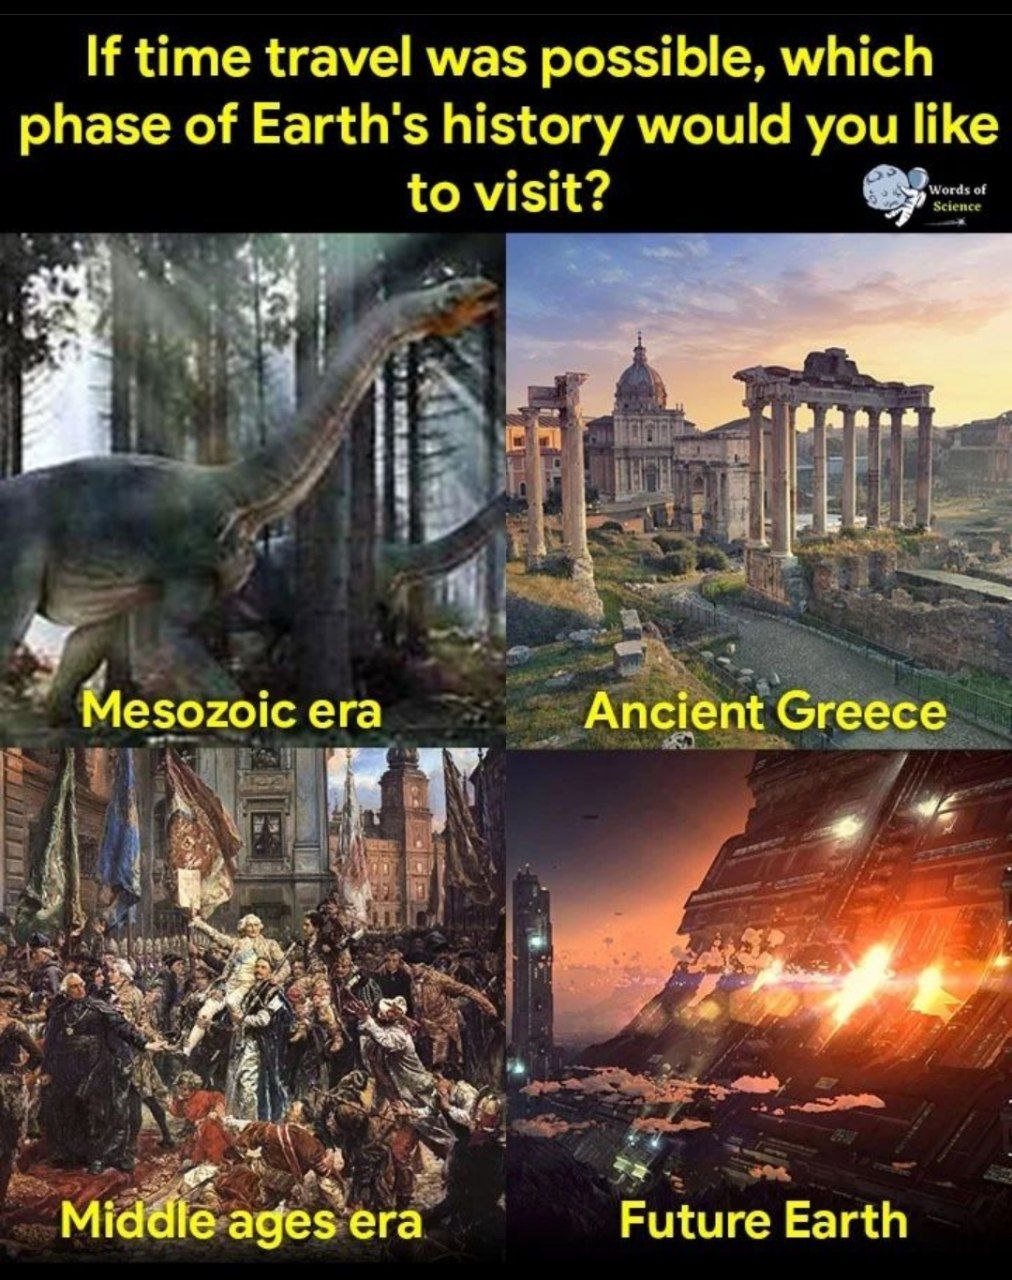 If time travel was possible, which
phase of Earth's history would you like
to visit?
Words of
Science
Mesozoic era
Ancient Greece
Middle ages era
Future Earth